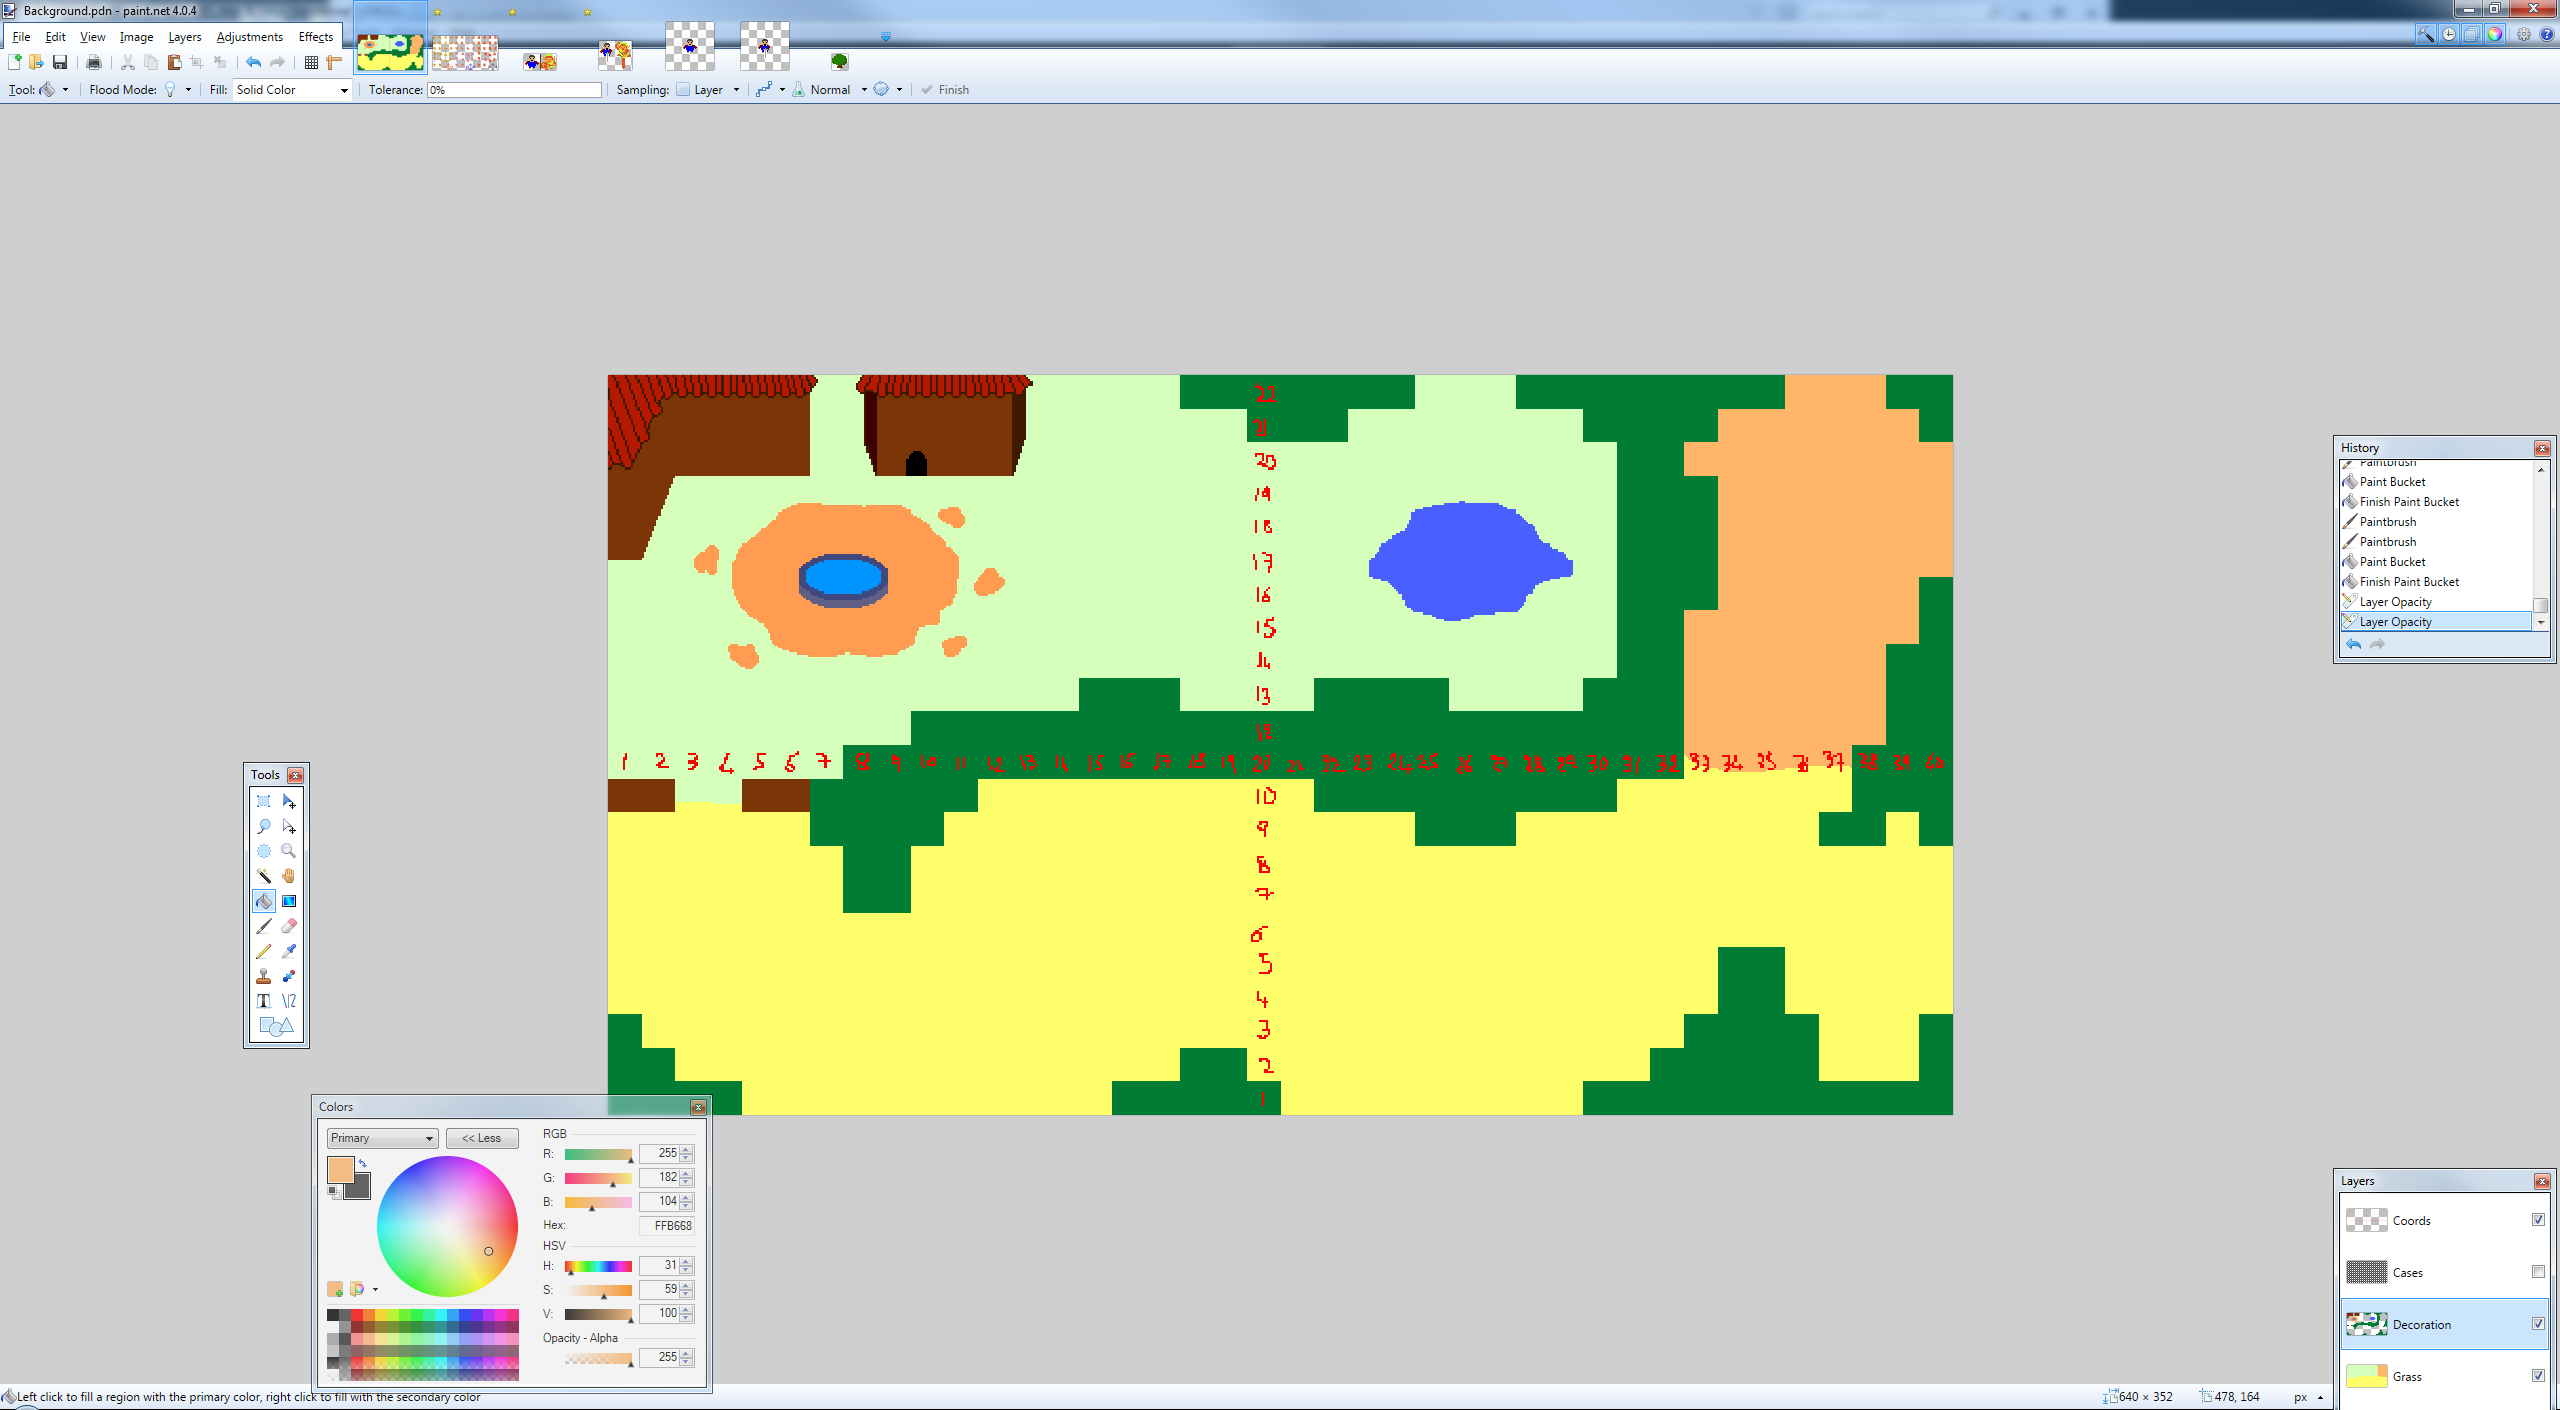 Background.pdn - paint.net 4.0.4
File Edit View Image Layers Adjustments Effects
Tool: Flood Mode: Fill: Solid Color Tolerance: 0% Sampling: Layer Normal Finish
22
21
20
19
18
17
16
15
14
13
12
1 2 3 4 5 6 7 8 9 10 11 12 13 14 15 16 17 18 19 20 21 22 23 24 25 26 27 28 29 30 31 32 33 34 35 36 37 38 39 40
10
9
8
7
6
5
4
3
2
1
History
Paintbrush
Paint Bucket
Finish Paint Bucket
Paintbrush
Paintbrush
Paint Bucket
Finish Paint Bucket
Layer Opacity
Layer Opacity
Tools
Colors
Primary
<< Less
RGB
R: 255
G: 182
B: 104
Hex: FFB668
HSV
H: 31
S: 59
V: 100
Opacity - Alpha
255
Layers
Coords
Cases
Decoration
Grass
Left click to fill a region with the primary color, right click to fill with the secondary color
640 × 352 478, 164 px